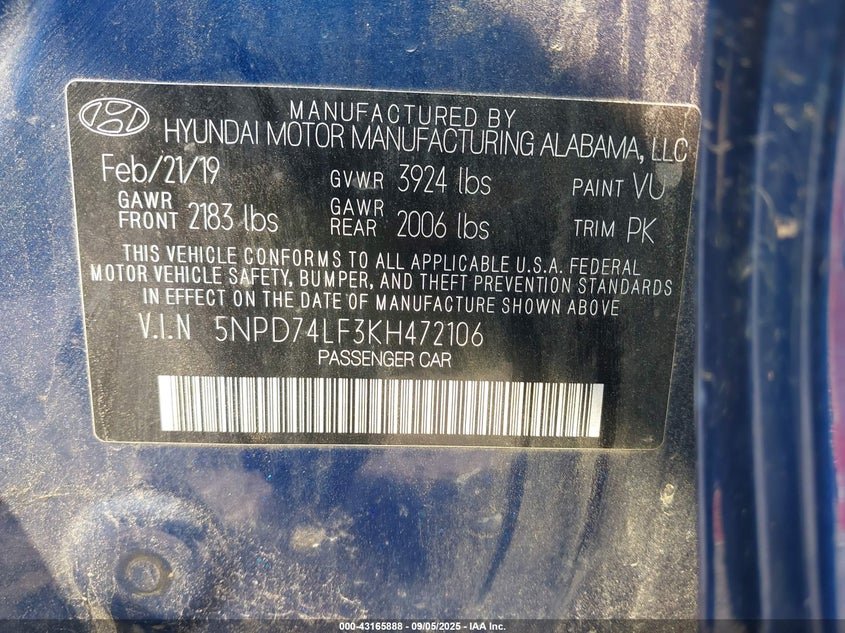 MANUFACTURED BY
HYUNDAI MOTOR MANUFACTURING ALABAMA, LLC
Feb/21/19 GVWR 3924 lbs PAINT VU
GAWR FRONT 2183 lbs GAWR REAR 2006 lbs TRIM PK
THIS VEHICLE CONFORMS TO ALL APPLICABLE U.S.A. FEDERAL
MOTOR VEHICLE SAFETY, BUMPER, AND THEFT PREVENTION STANDARDS
IN EFFECT ON THE DATE OF MANUFACTURE SHOWN ABOVE
V.I.N 5NPD74LF3KH472106
PASSENGER CAR
000-43165888 - 09/05/2025 - IAA Inc.